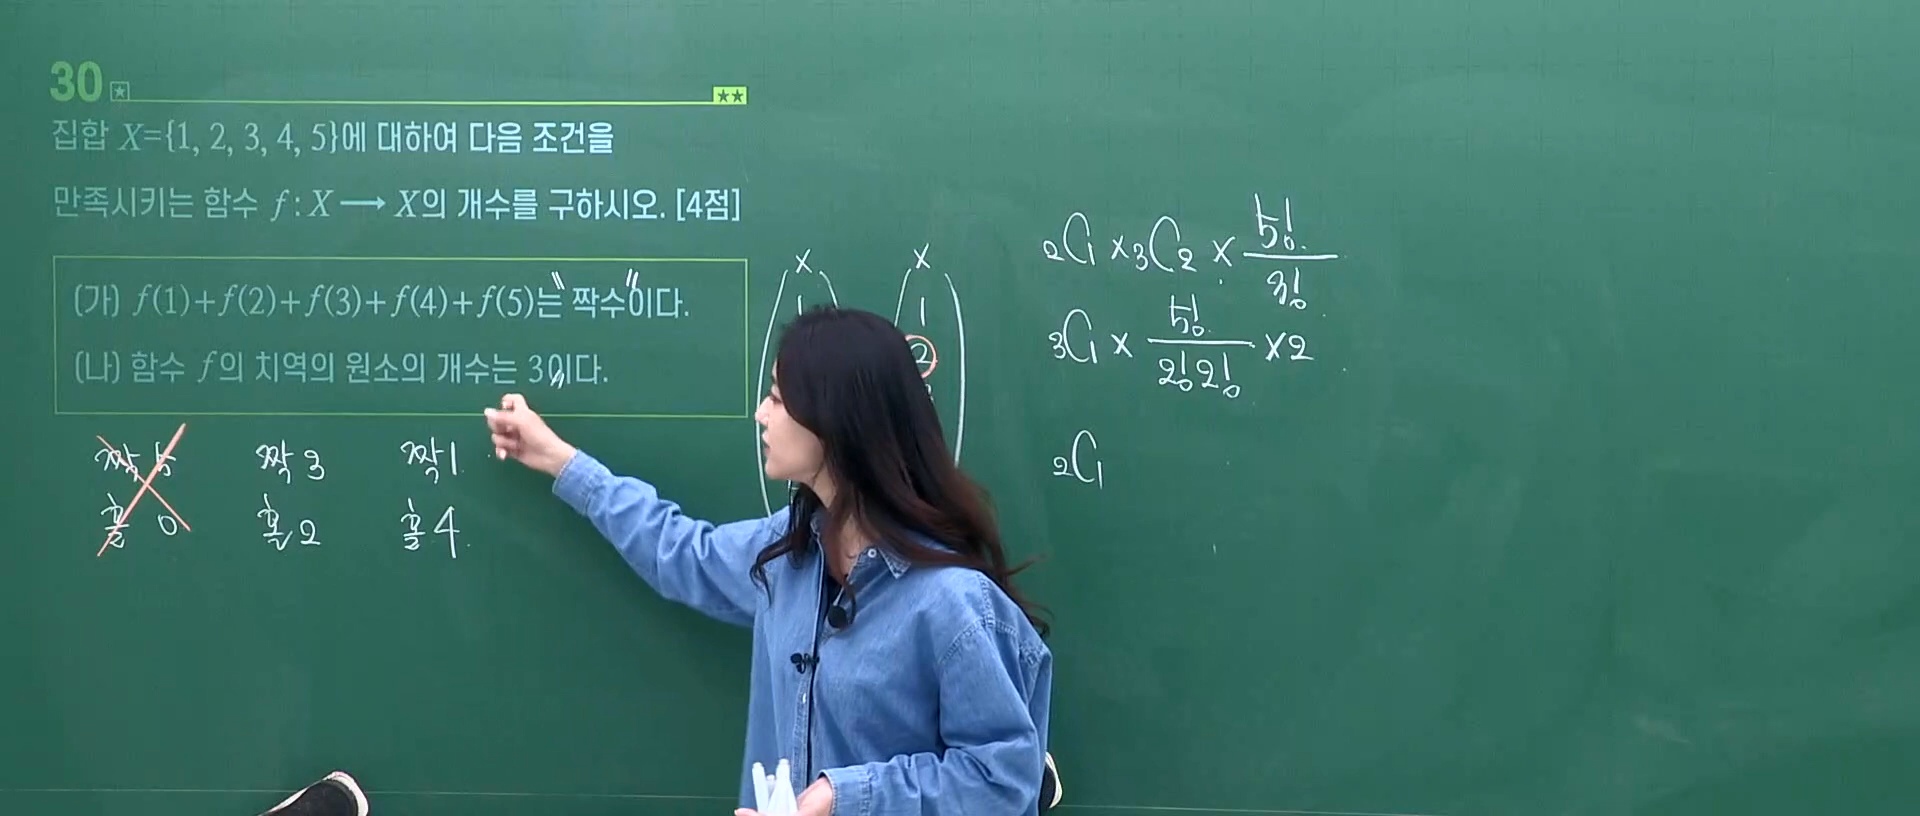 30
집합 X={1, 2, 3, 4, 5}에 대하여 다음 조건을
만족시키는 함수 f : X → X의 개수를 구하시오. [4점]
(가) f(1)+f(2)+f(3)+f(4)+f(5)는 "짝수"이다.
(나) 함수 f의 치역의 원소의 개수는 3이다.
짝 5 짝 3 짝 1
홀 0 홀 2 홀 4
X X
1 1
2
₂C₁ × ₃C₂ × 5!/3!
₃C₁ × 5!/2!2! × 2
₂C₁